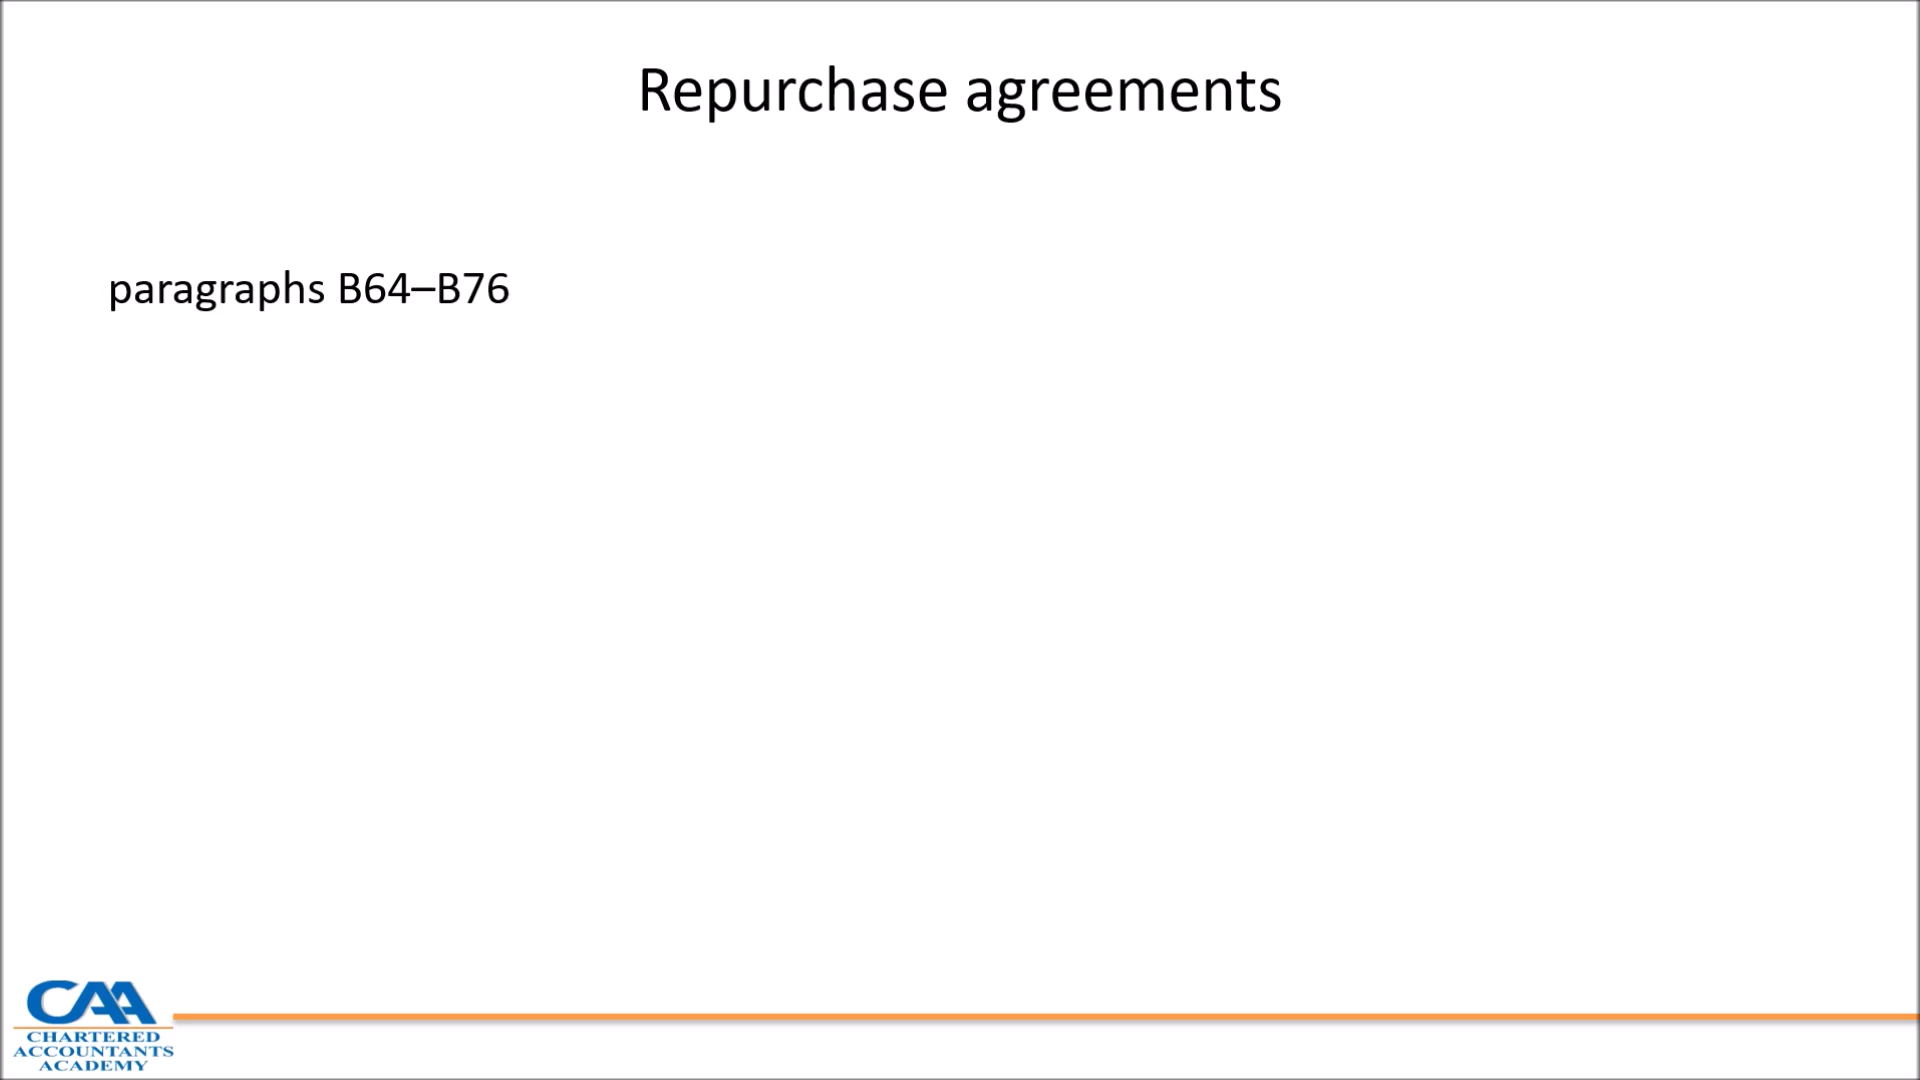 Repurchase agreements
paragraphs B64–B76
CAA
CHARTERED
ACCOUNTANTS
ACADEMY